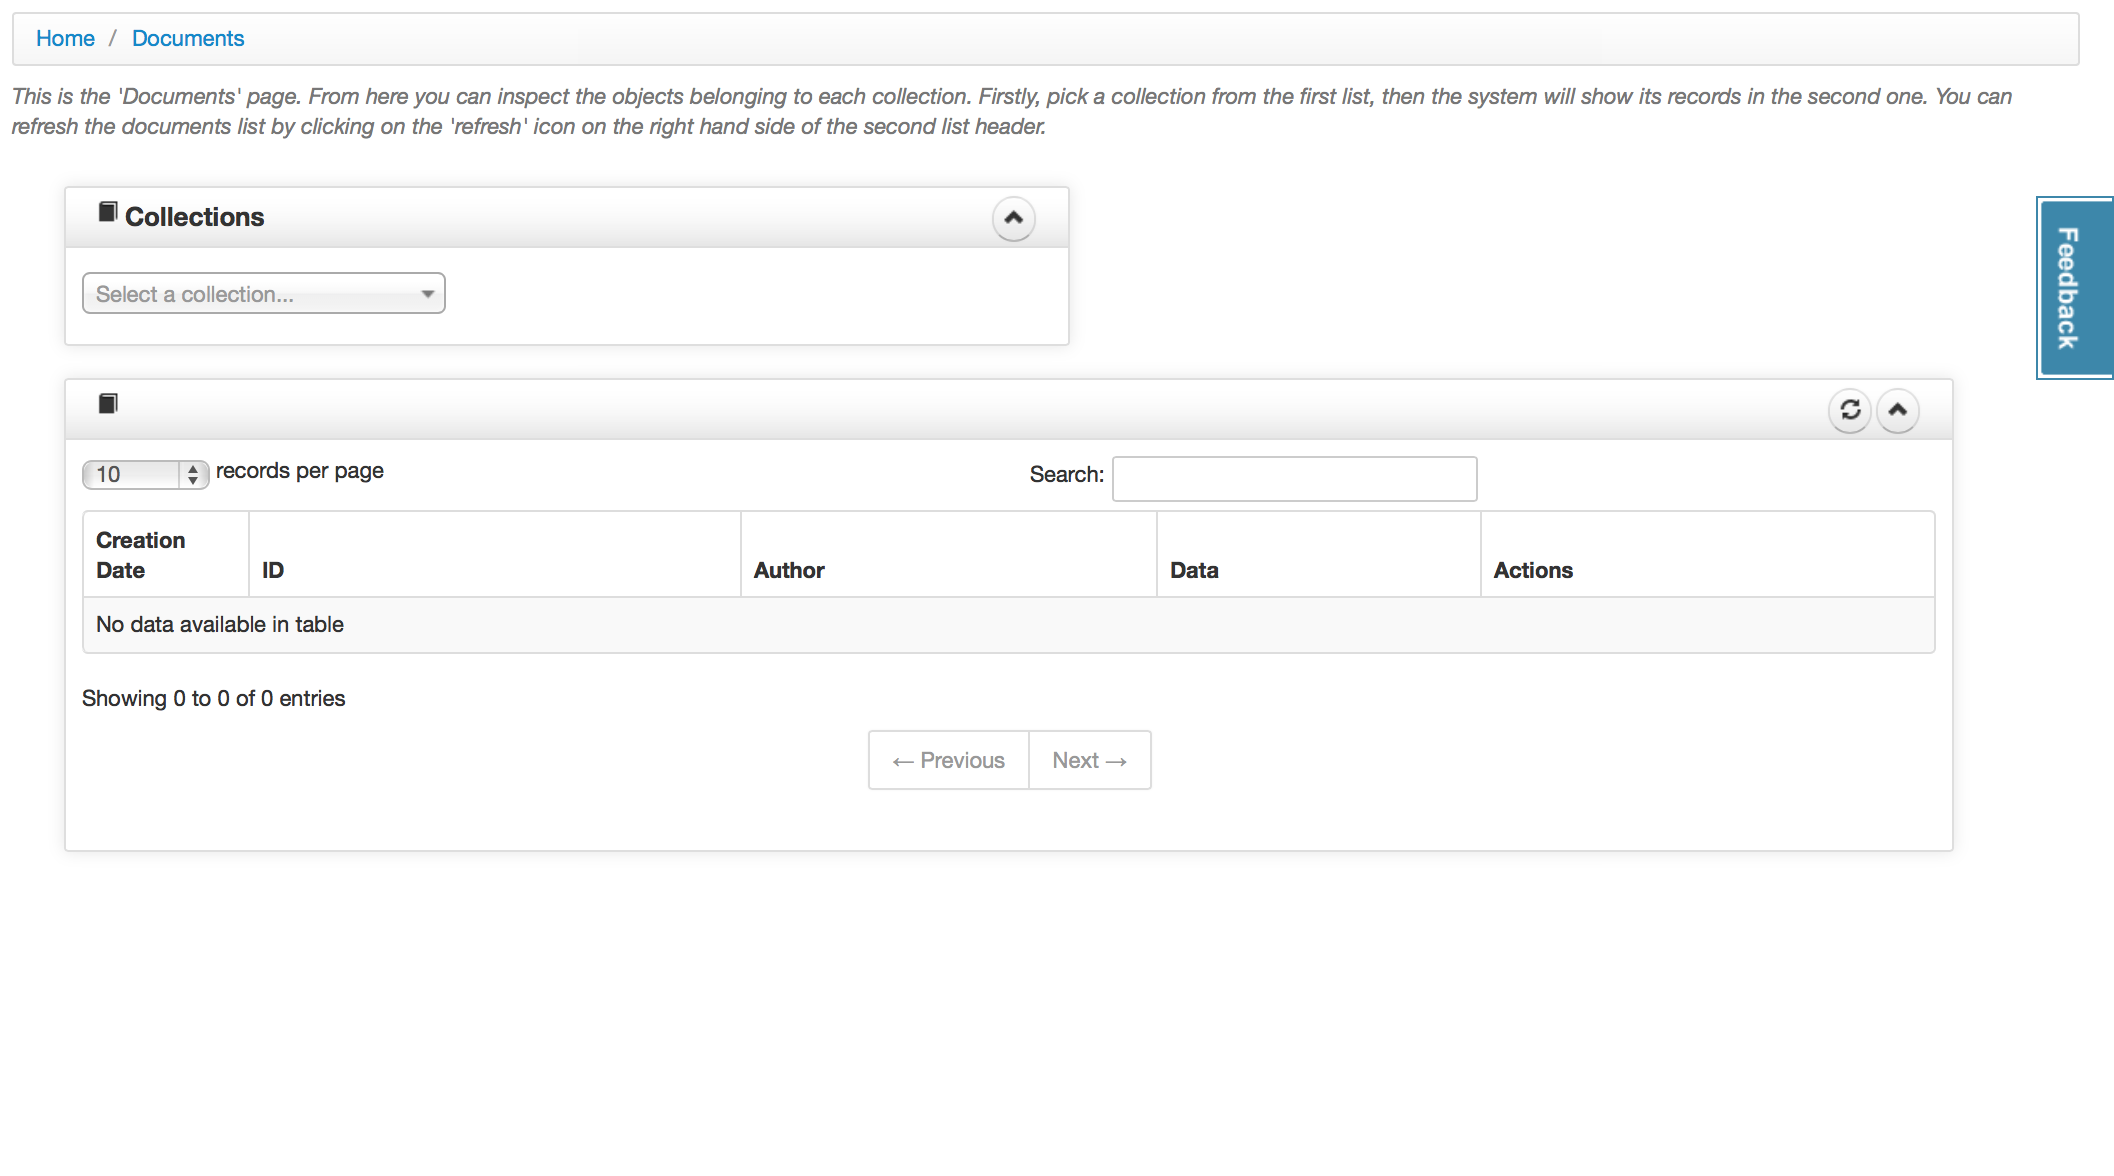 Home / Documents
This is the 'Documents' page. From here you can inspect the objects belonging to each collection. Firstly, pick a collection from the first list, then the system will show its records in the second one. You can
refresh the documents list by clicking on the 'refresh' icon on the right hand side of the second list header.
Collections
Feedback
Select a collection...
10 records per page
Search:
Creation
Date
ID
Author
Data
Actions
No data available in table
Showing 0 to 0 of 0 entries
← Previous
Next →